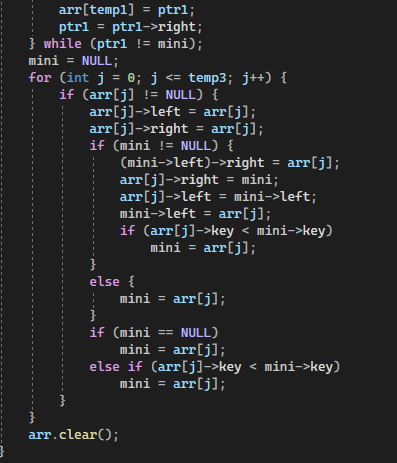 arr[temp1] = ptr1;
ptr1 = ptr1->right;
} while (ptr1 != mini);
mini = NULL;
for (int j = 0; j <= temp3; j++) {
if (arr[j] != NULL) {
arr[j]->left = arr[j];
arr[j]->right = arr[j];
if (mini != NULL) {
(mini->left)->right = arr[j];
arr[j]->right = mini;
arr[j]->left = mini->left;
mini->left = arr[j];
if (arr[j]->key < mini->key)
mini = arr[j];
}
else {
mini = arr[j];
}
if (mini == NULL)
mini = arr[j];
else if (arr[j]->key < mini->key)
mini = arr[j];
}
}
arr.clear();
}